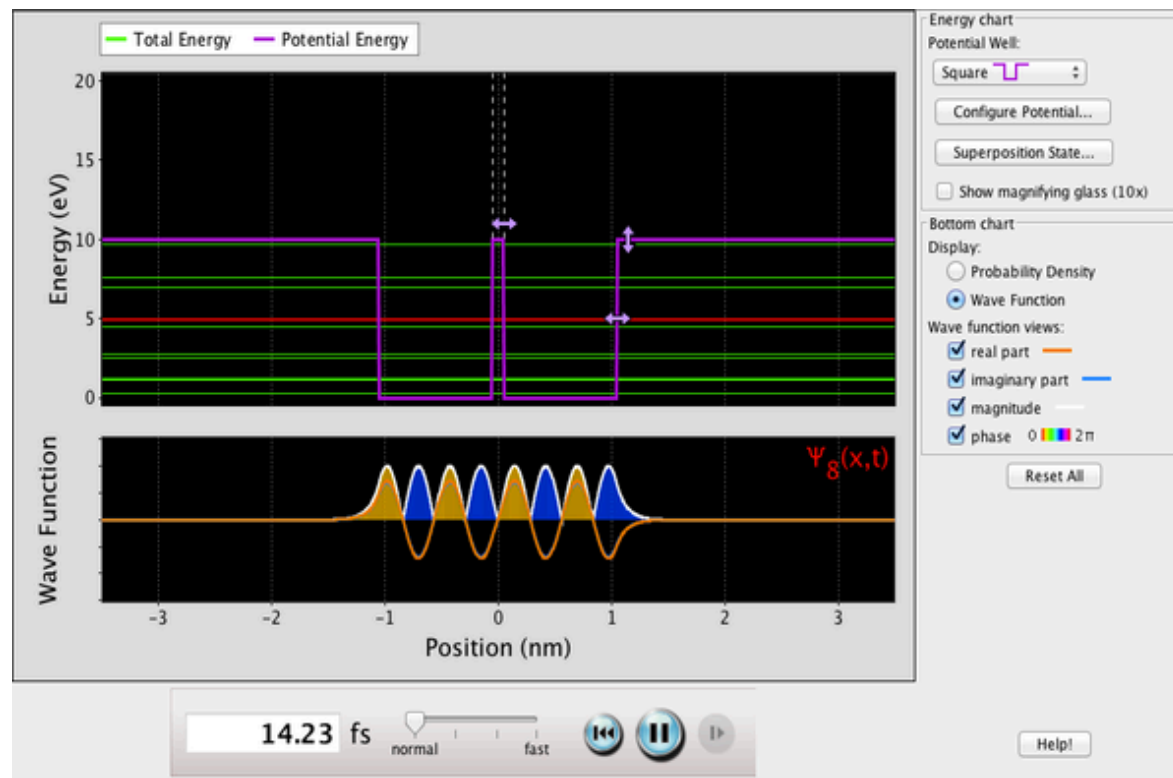 Total Energy
Potential Energy
20
15
10
5
0
Energy (eV)
Wave Function
Ψ8(x,t)
-3
-2
-1
0
1
2
3
Position (nm)
14.23 fs
normal
fast
Energy chart
Potential Well:
Square
Configure Potential...
Superposition State...
Show magnifying glass (10x)
Bottom chart
Display:
Probability Density
Wave Function
Wave function views:
real part
imaginary part
magnitude
phase 0 2π
Reset All
Help!